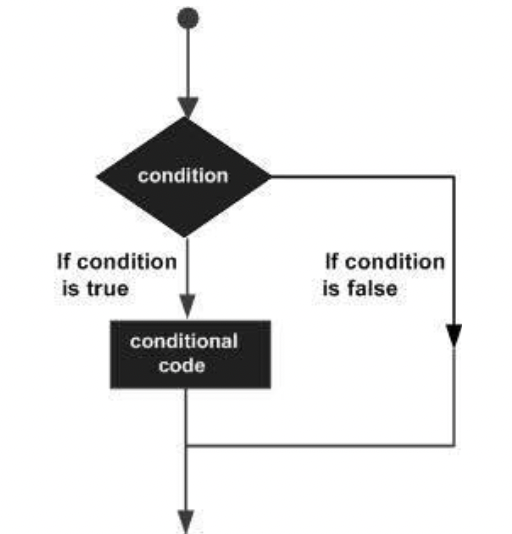 condition
If condition
is true
If condition
is false
conditional
code